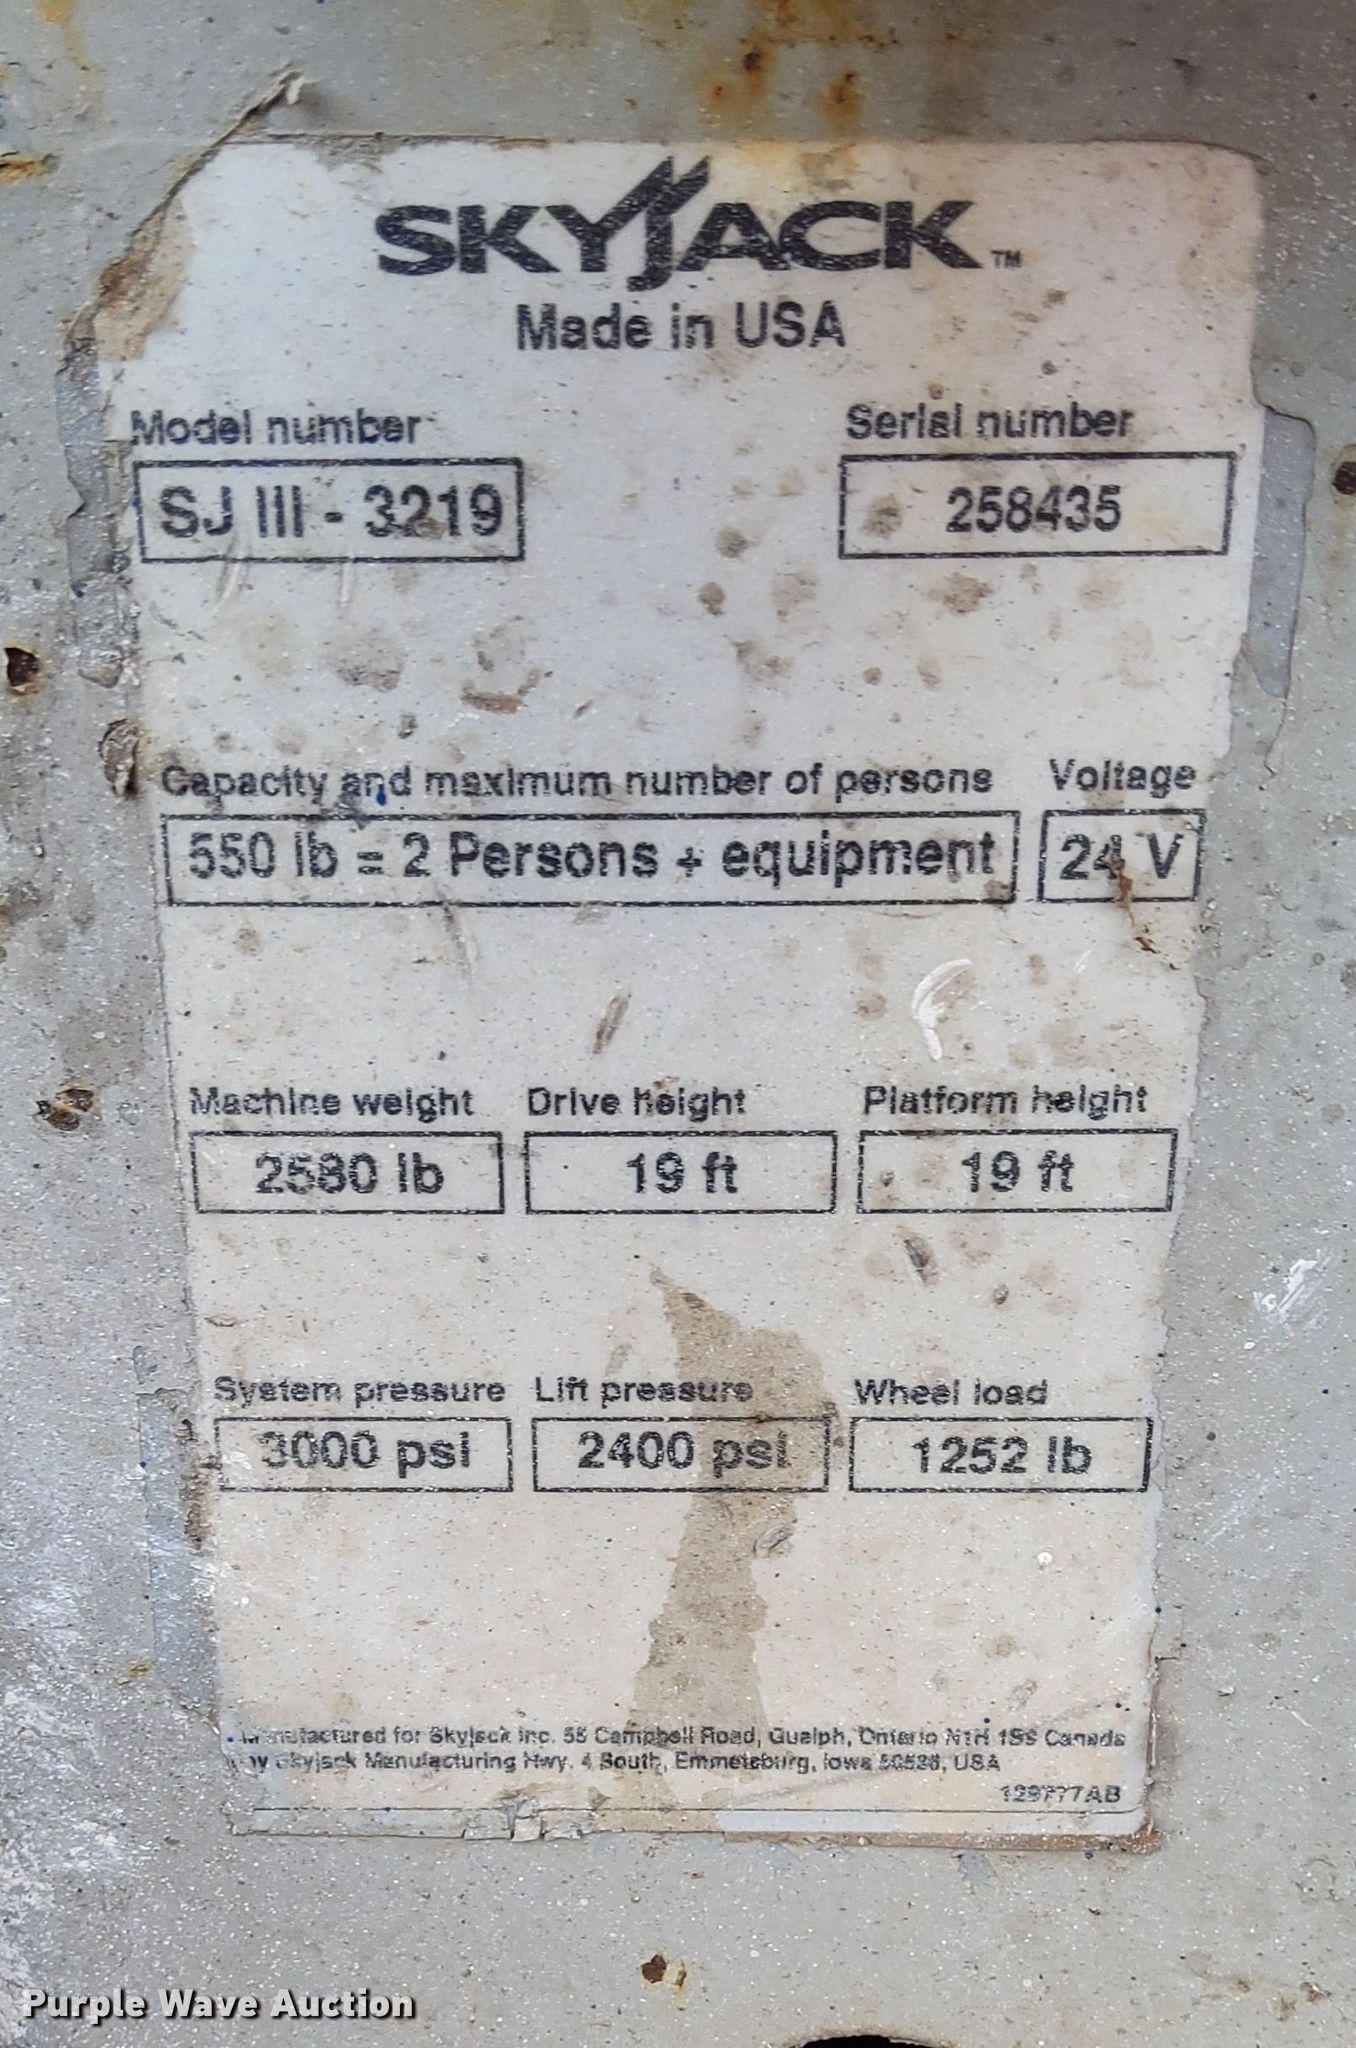 SKYJACK™
Made in USA
Model number
SJ III - 3219
Serial number
258435
Capacity and maximum number of persons
550 lb = 2 Persons + equipment
Voltage
24 V
Machine weight
2580 lb
Drive height
19 ft
Platform height
19 ft
System pressure
3000 psi
Lift pressure
2400 psi
Wheel load
1252 lb
Manufactured for Skyjack Inc. 55 Campbell Road, Guelph, Ontario N1H 1B9 Canada
by Skyjack Manufacturing Hwy. 4 South, Emmetsburg, Iowa 50536, USA
129777AB
Purple Wave Auction